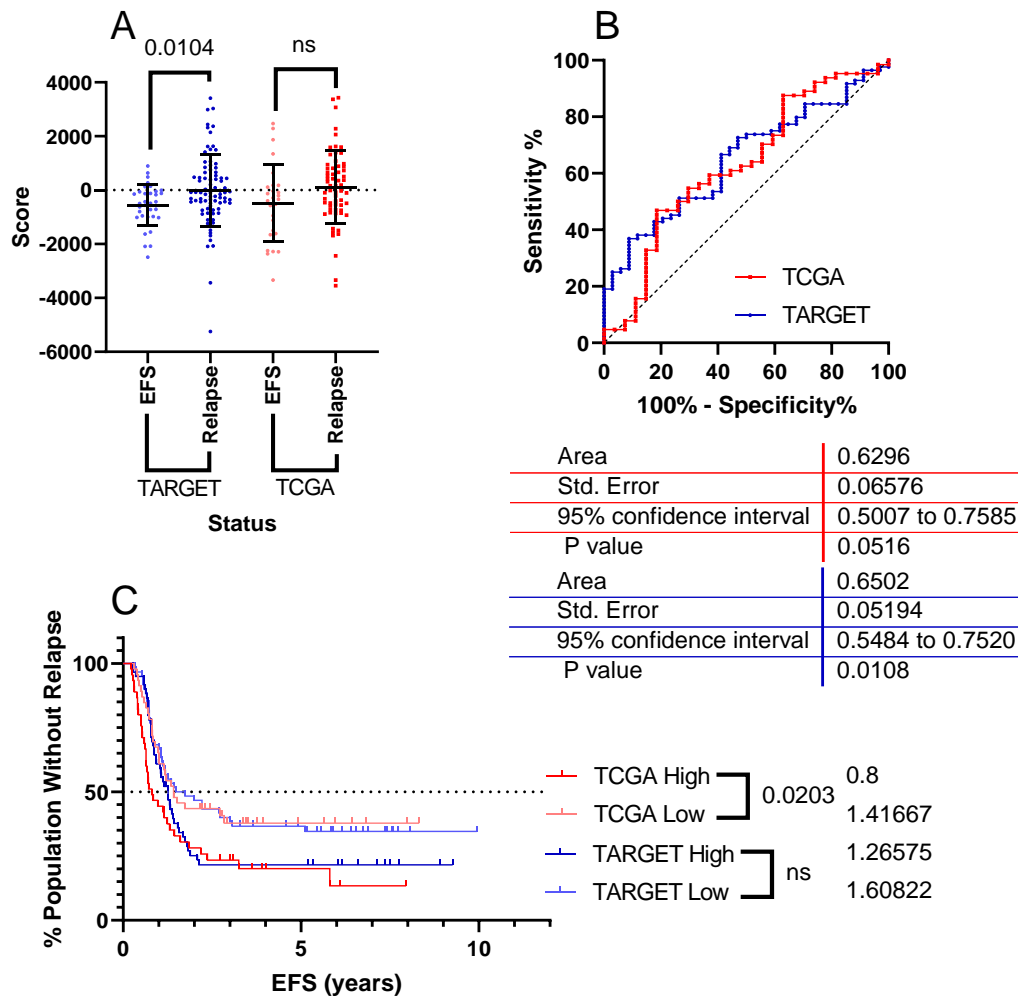 A
0.0104
ns
4000
2000
0
-2000
-4000
-6000
Score
EFS
Relapse
EFS
Relapse
TARGET
TCGA
Status
B
100
80
60
40
20
0
Sensitivity %
TCGA
TARGET
0 20 40 60 80 100
100% - Specificity%
Area 0.6296
Std. Error 0.06576
95% confidence interval 0.5007 to 0.7585
P value 0.0516
Area 0.6502
Std. Error 0.05194
95% confidence interval 0.5484 to 0.7520
P value 0.0108
C
100
50
0
% Population Without Relapse
0 5 10
EFS (years)
TCGA High 0.8
0.0203
TCGA Low 1.41667
TARGET High 1.26575
ns
TARGET Low 1.60822